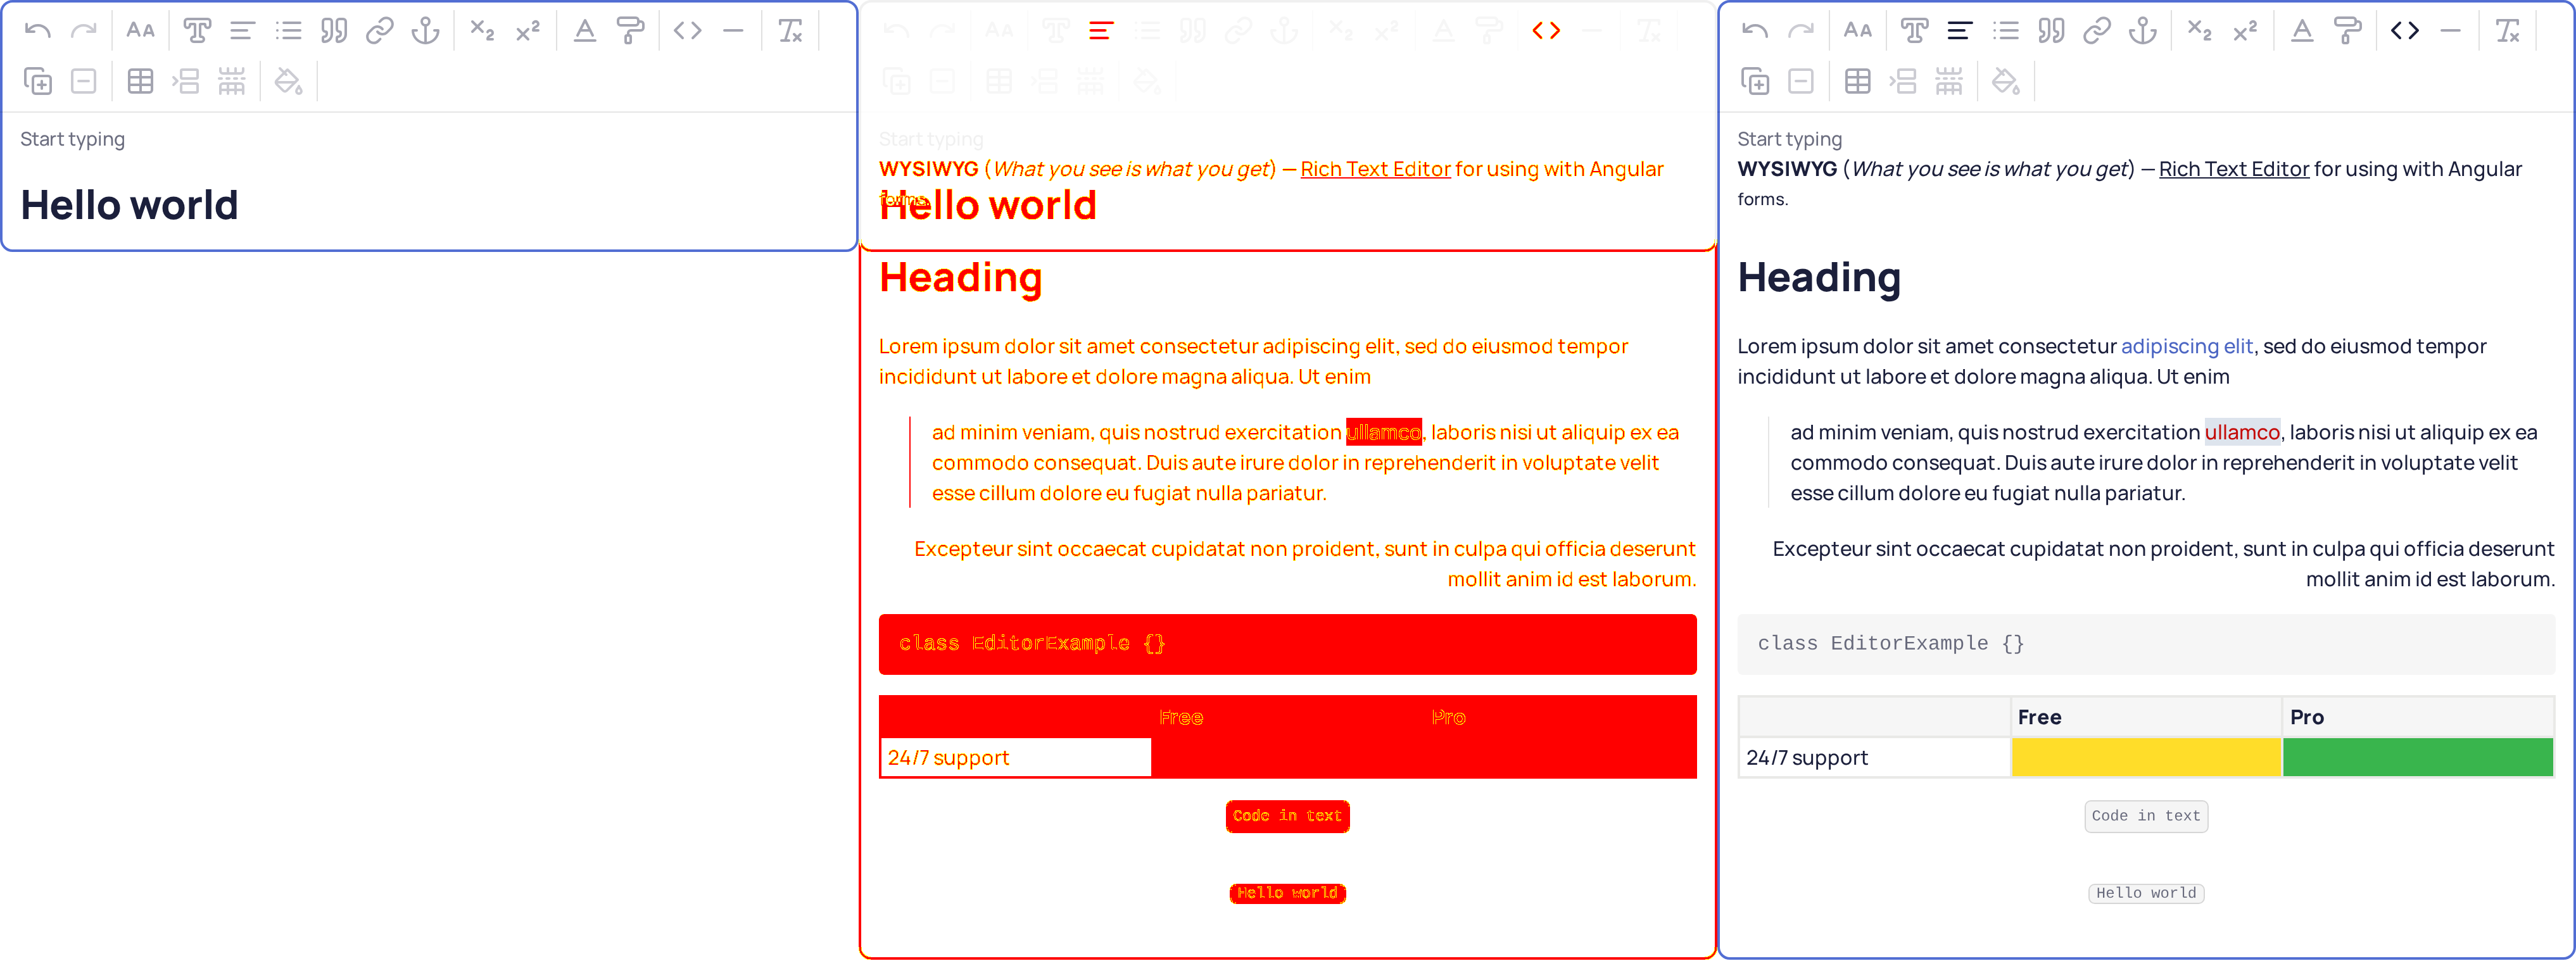 Start typing
Hello world
Start typing
WYSIWYG (What you see is what you get) — Rich Text Editor for using with Angular
forms.
Hello world
Heading
Lorem ipsum dolor sit amet consectetur adipiscing elit, sed do eiusmod tempor
incididunt ut labore et dolore magna aliqua. Ut enim
ad minim veniam, quis nostrud exercitation ullamco, laboris nisi ut aliquip ex ea
commodo consequat. Duis aute irure dolor in reprehenderit in voluptate velit
esse cillum dolore eu fugiat nulla pariatur.
Excepteur sint occaecat cupidatat non proident, sunt in culpa qui officia deserunt
mollit anim id est laborum.
class EditorExample {}
Free Pro
24/7 support
Code in text
Hello world
Start typing
WYSIWYG (What you see is what you get) — Rich Text Editor for using with Angular
forms.
Heading
Lorem ipsum dolor sit amet consectetur adipiscing elit, sed do eiusmod tempor
incididunt ut labore et dolore magna aliqua. Ut enim
ad minim veniam, quis nostrud exercitation ullamco, laboris nisi ut aliquip ex ea
commodo consequat. Duis aute irure dolor in reprehenderit in voluptate velit
esse cillum dolore eu fugiat nulla pariatur.
Excepteur sint occaecat cupidatat non proident, sunt in culpa qui officia deserunt
mollit anim id est laborum.
class EditorExample {}
Free Pro
24/7 support
Code in text
Hello world